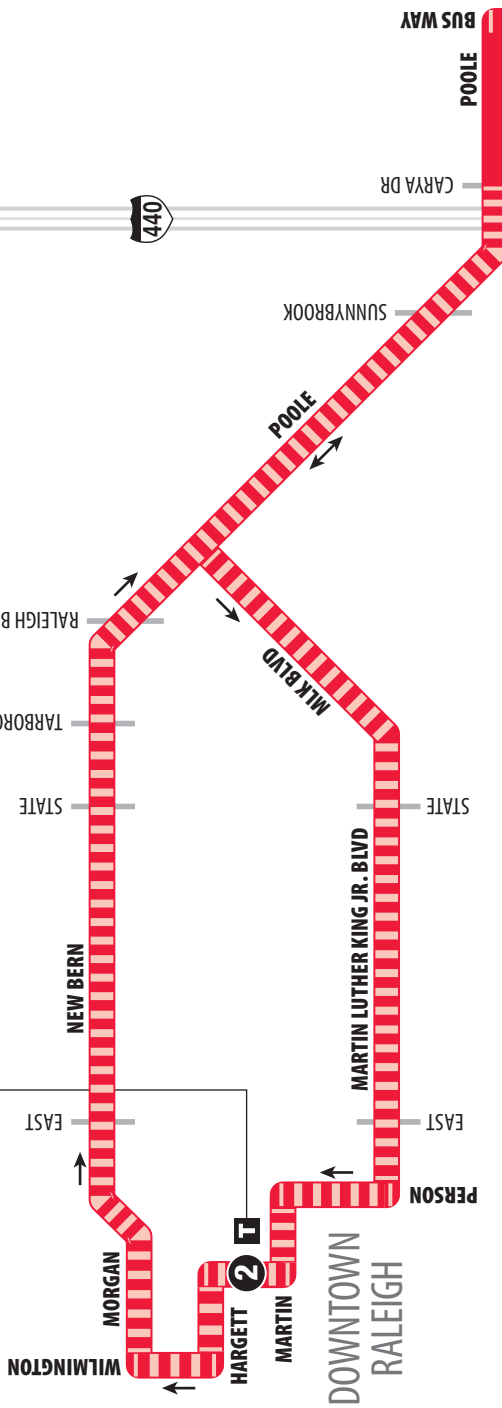 BUS WAY
POOLE
CARYA DR
440
SUNNYBROOK
POOLE
RALEIGH B
MLK BLVD
TARBORO
STATE
STATE
NEW BERN
MARTIN LUTHER KING JR. BLVD
EAST
EAST
PERSON
T
2
MORGAN
HARGETT
MARTIN
WILMINGTON
DOWNTOWN
RALEIGH